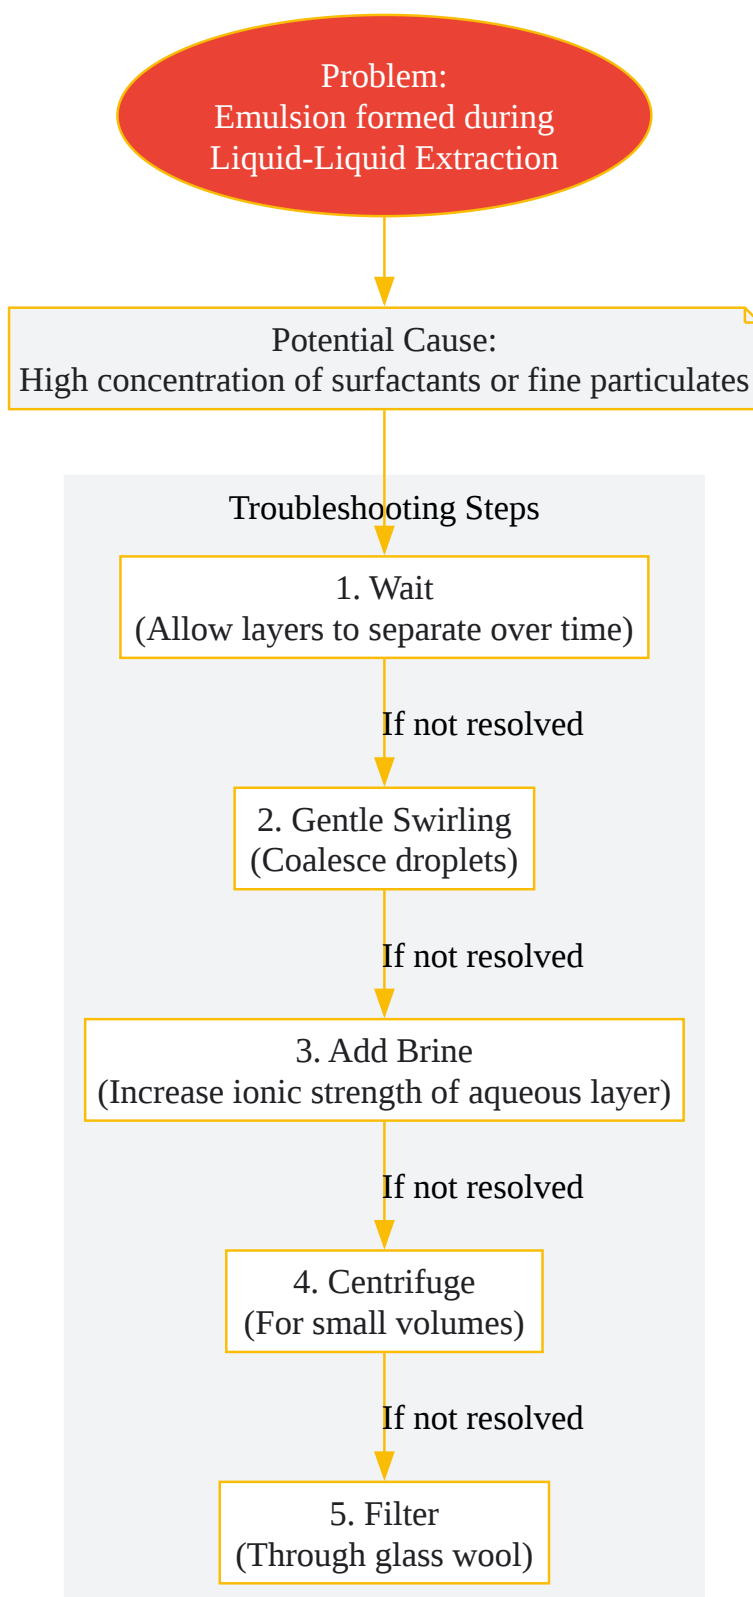 Problem:
Emulsion formed during
Liquid-Liquid Extraction
Potential Cause:
High concentration of surfactants or fine particulates
Troubleshooting Steps
1. Wait
(Allow layers to separate over time)
If not resolved
2. Gentle Swirling
(Coalesce droplets)
If not resolved
3. Add Brine
(Increase ionic strength of aqueous layer)
If not resolved
4. Centrifuge
(For small volumes)
If not resolved
5. Filter
(Through glass wool)